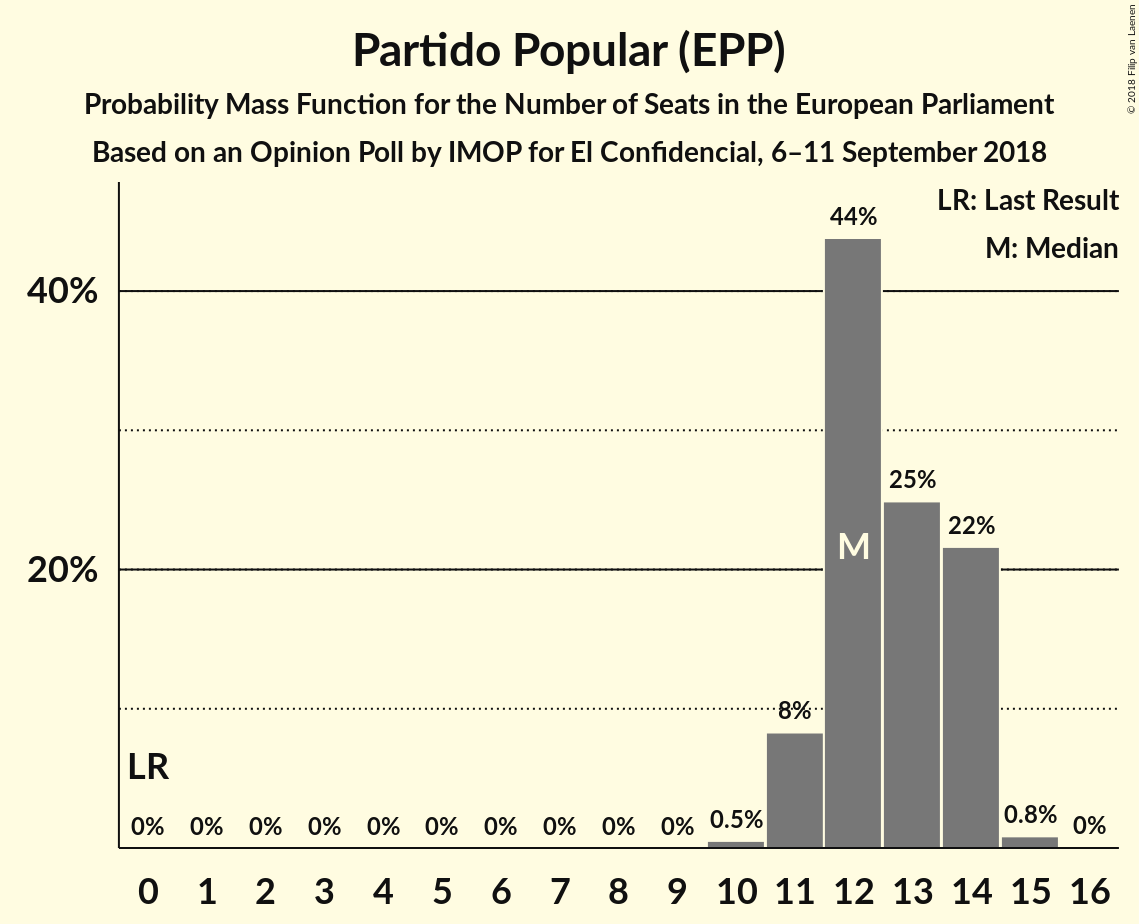 Partido Popular (EPP)
Probability Mass Function for the Number of Seats in the European Parliament
Based on an Opinion Poll by IMOP for El Confidencial, 6–11 September 2018
© 2018 Filip van Laenen
LR: Last Result
M: Median
44%
40%
25%
22%
M
20%
8%
LR
0% 0% 0% 0% 0% 0% 0% 0% 0% 0% 0.5% 0.8% 0%
0 1 2 3 4 5 6 7 8 9 10 11 12 13 14 15 16